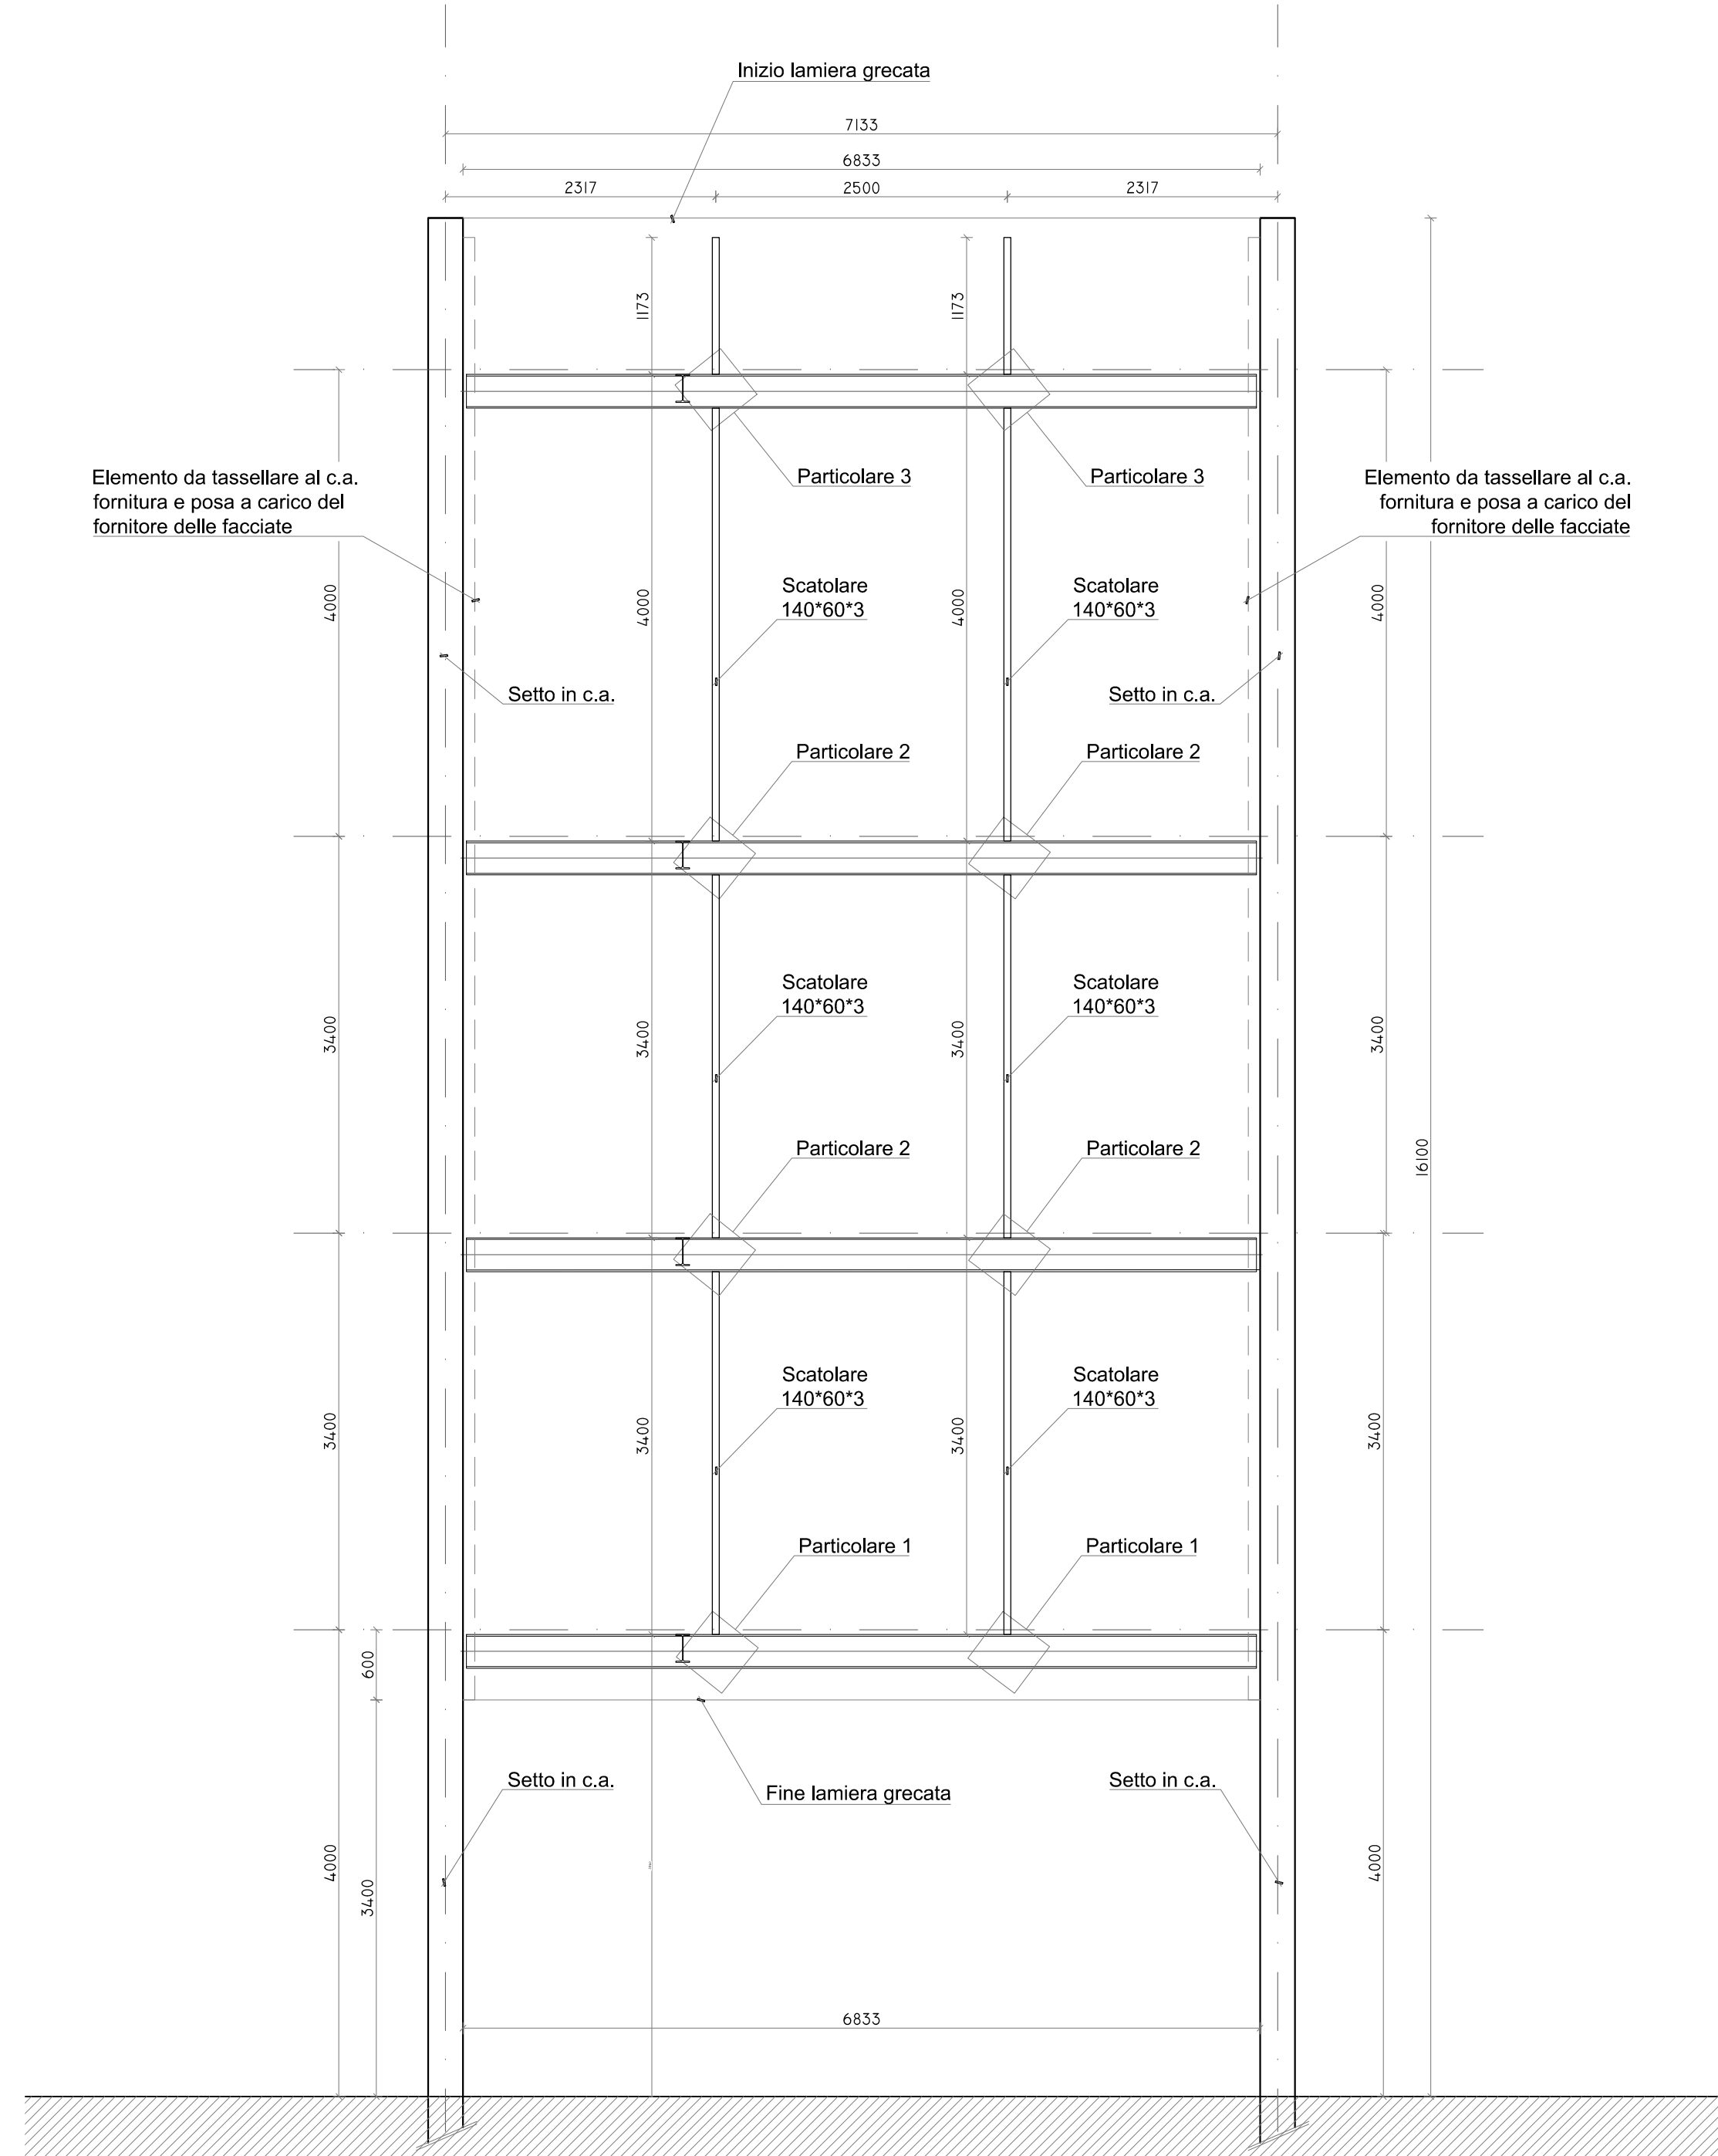 Inizio lamiera grecata
7133
6833
2317
2500
2317
1173
1173
Particolare 3
Particolare 3
Elemento da tassellare al c.a.
fornitura e posa a carico del
fornitore delle facciate
Elemento da tassellare al c.a.
fornitura e posa a carico del
fornitore delle facciate
4000
4000
Scatolare
140*60*3
4000
Scatolare
140*60*3
4000
Setto in c.a.
Setto in c.a.
Particolare 2
Particolare 2
3400
3400
Scatolare
140*60*3
3400
Scatolare
140*60*3
3400
16100
Particolare 2
Particolare 2
3400
3400
Scatolare
140*60*3
3400
Scatolare
140*60*3
3400
Particolare 1
Particolare 1
600
Setto in c.a.
Fine lamiera grecata
Setto in c.a.
4000
3400
4000
6833